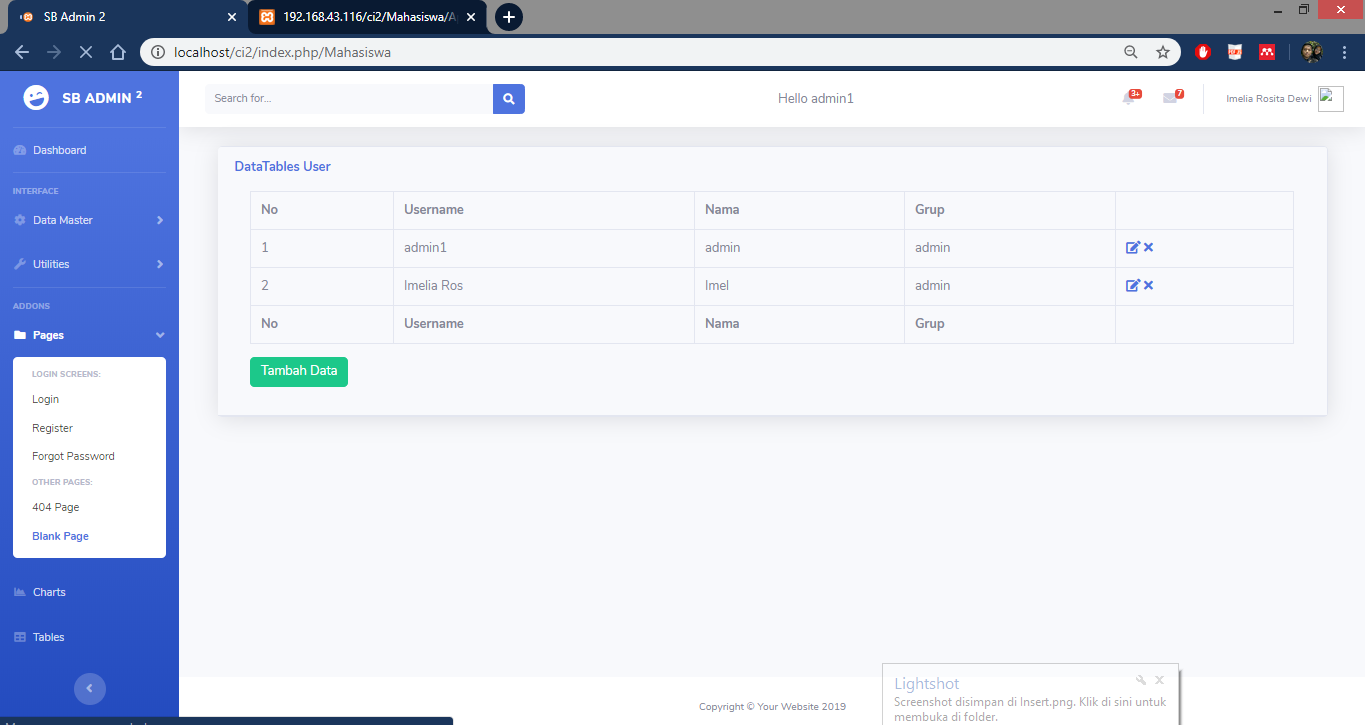 SB Admin 2
192.168.43.116/ci2/Mahasiswa/A
localhost/ci2/index.php/Mahasiswa
SB ADMIN 2
Search for...
Hello admin1
3+
7
Imelia Rosita Dewi
Dashboard
INTERFACE
Data Master
Utilities
ADDONS
Pages
LOGIN SCREENS:
Login
Register
Forgot Password
OTHER PAGES:
404 Page
Blank Page
Charts
Tables
DataTables User
No Username Nama Grup
1 admin1 admin admin
2 Imelia Ros Imel admin
No Username Nama Grup
Tambah Data
Copyright © Your Website 2019
Lightshot
Screenshot disimpan di Insert.png. Klik di sini untuk
membuka di folder.